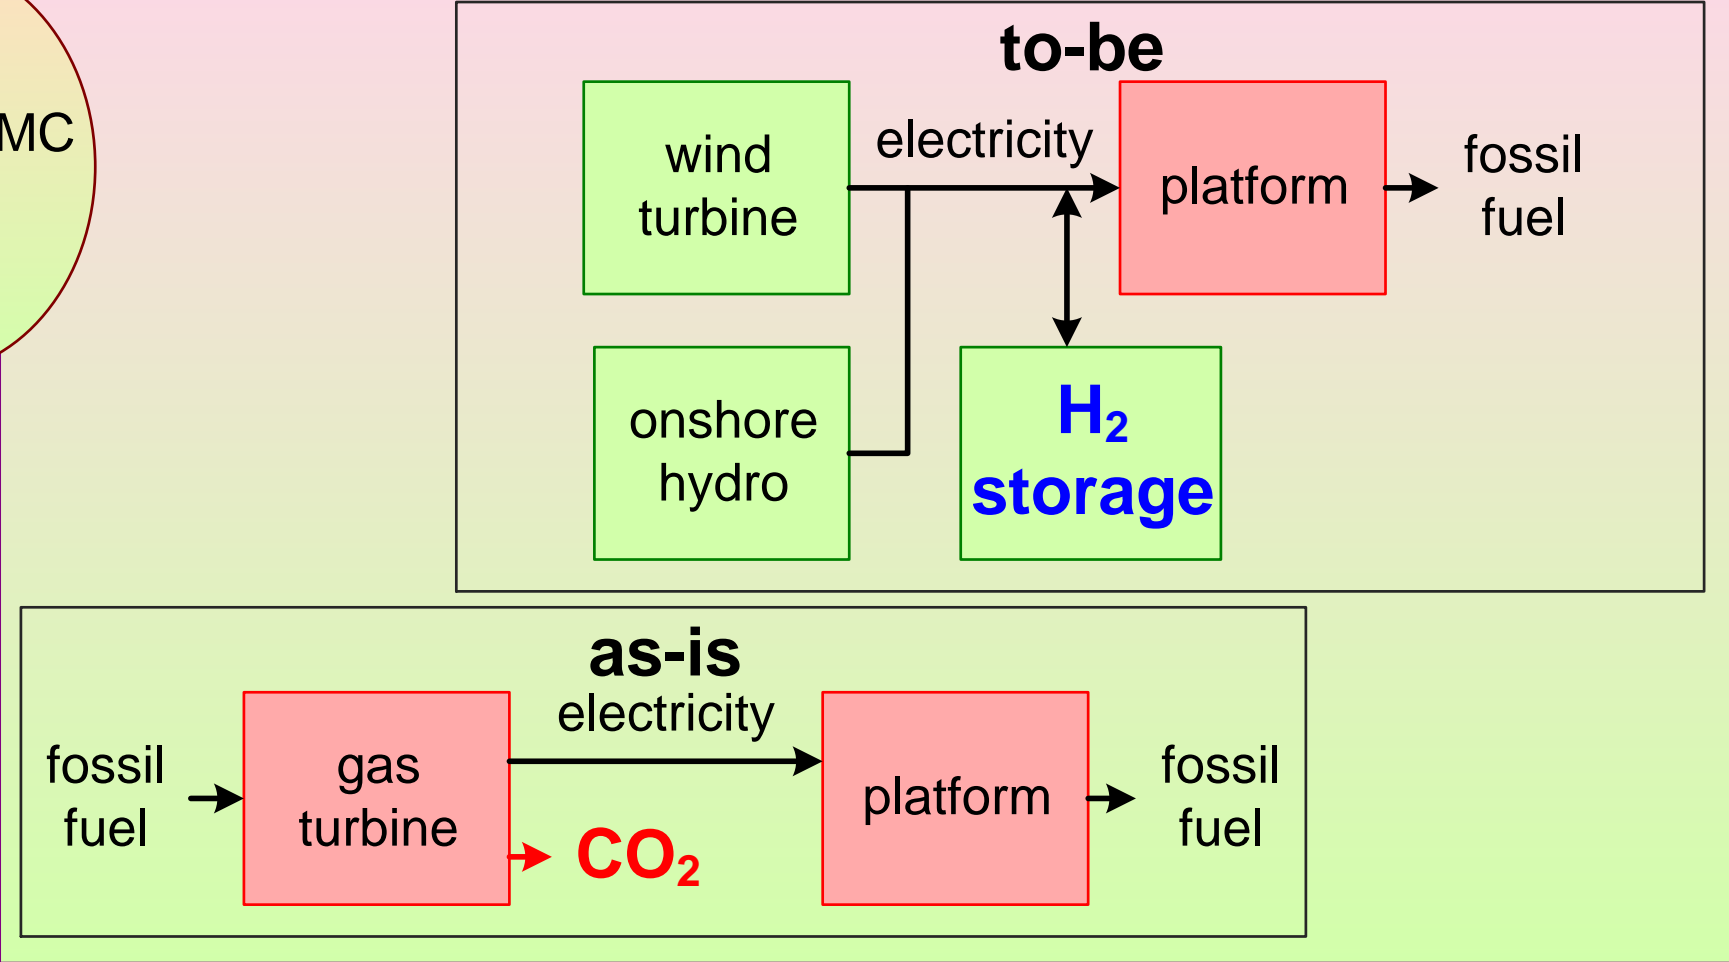 MC
to-be
wind
turbine
electricity
platform
fossil
fuel
onshore
hydro
H₂
storage
as-is
electricity
fossil
fuel
gas
turbine
CO₂
platform
fossil
fuel